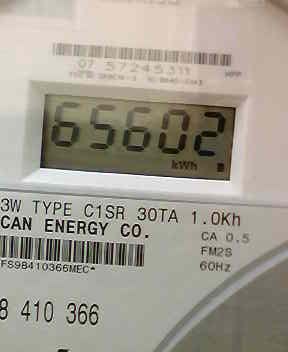 07 57245311
65602
kWh
3W TYPE C1SR 30TA 1.0Kh
CAN ENERGY CO.
CA 0.5
FM2S
60Hz
FS98410366MEC*
8 410 366